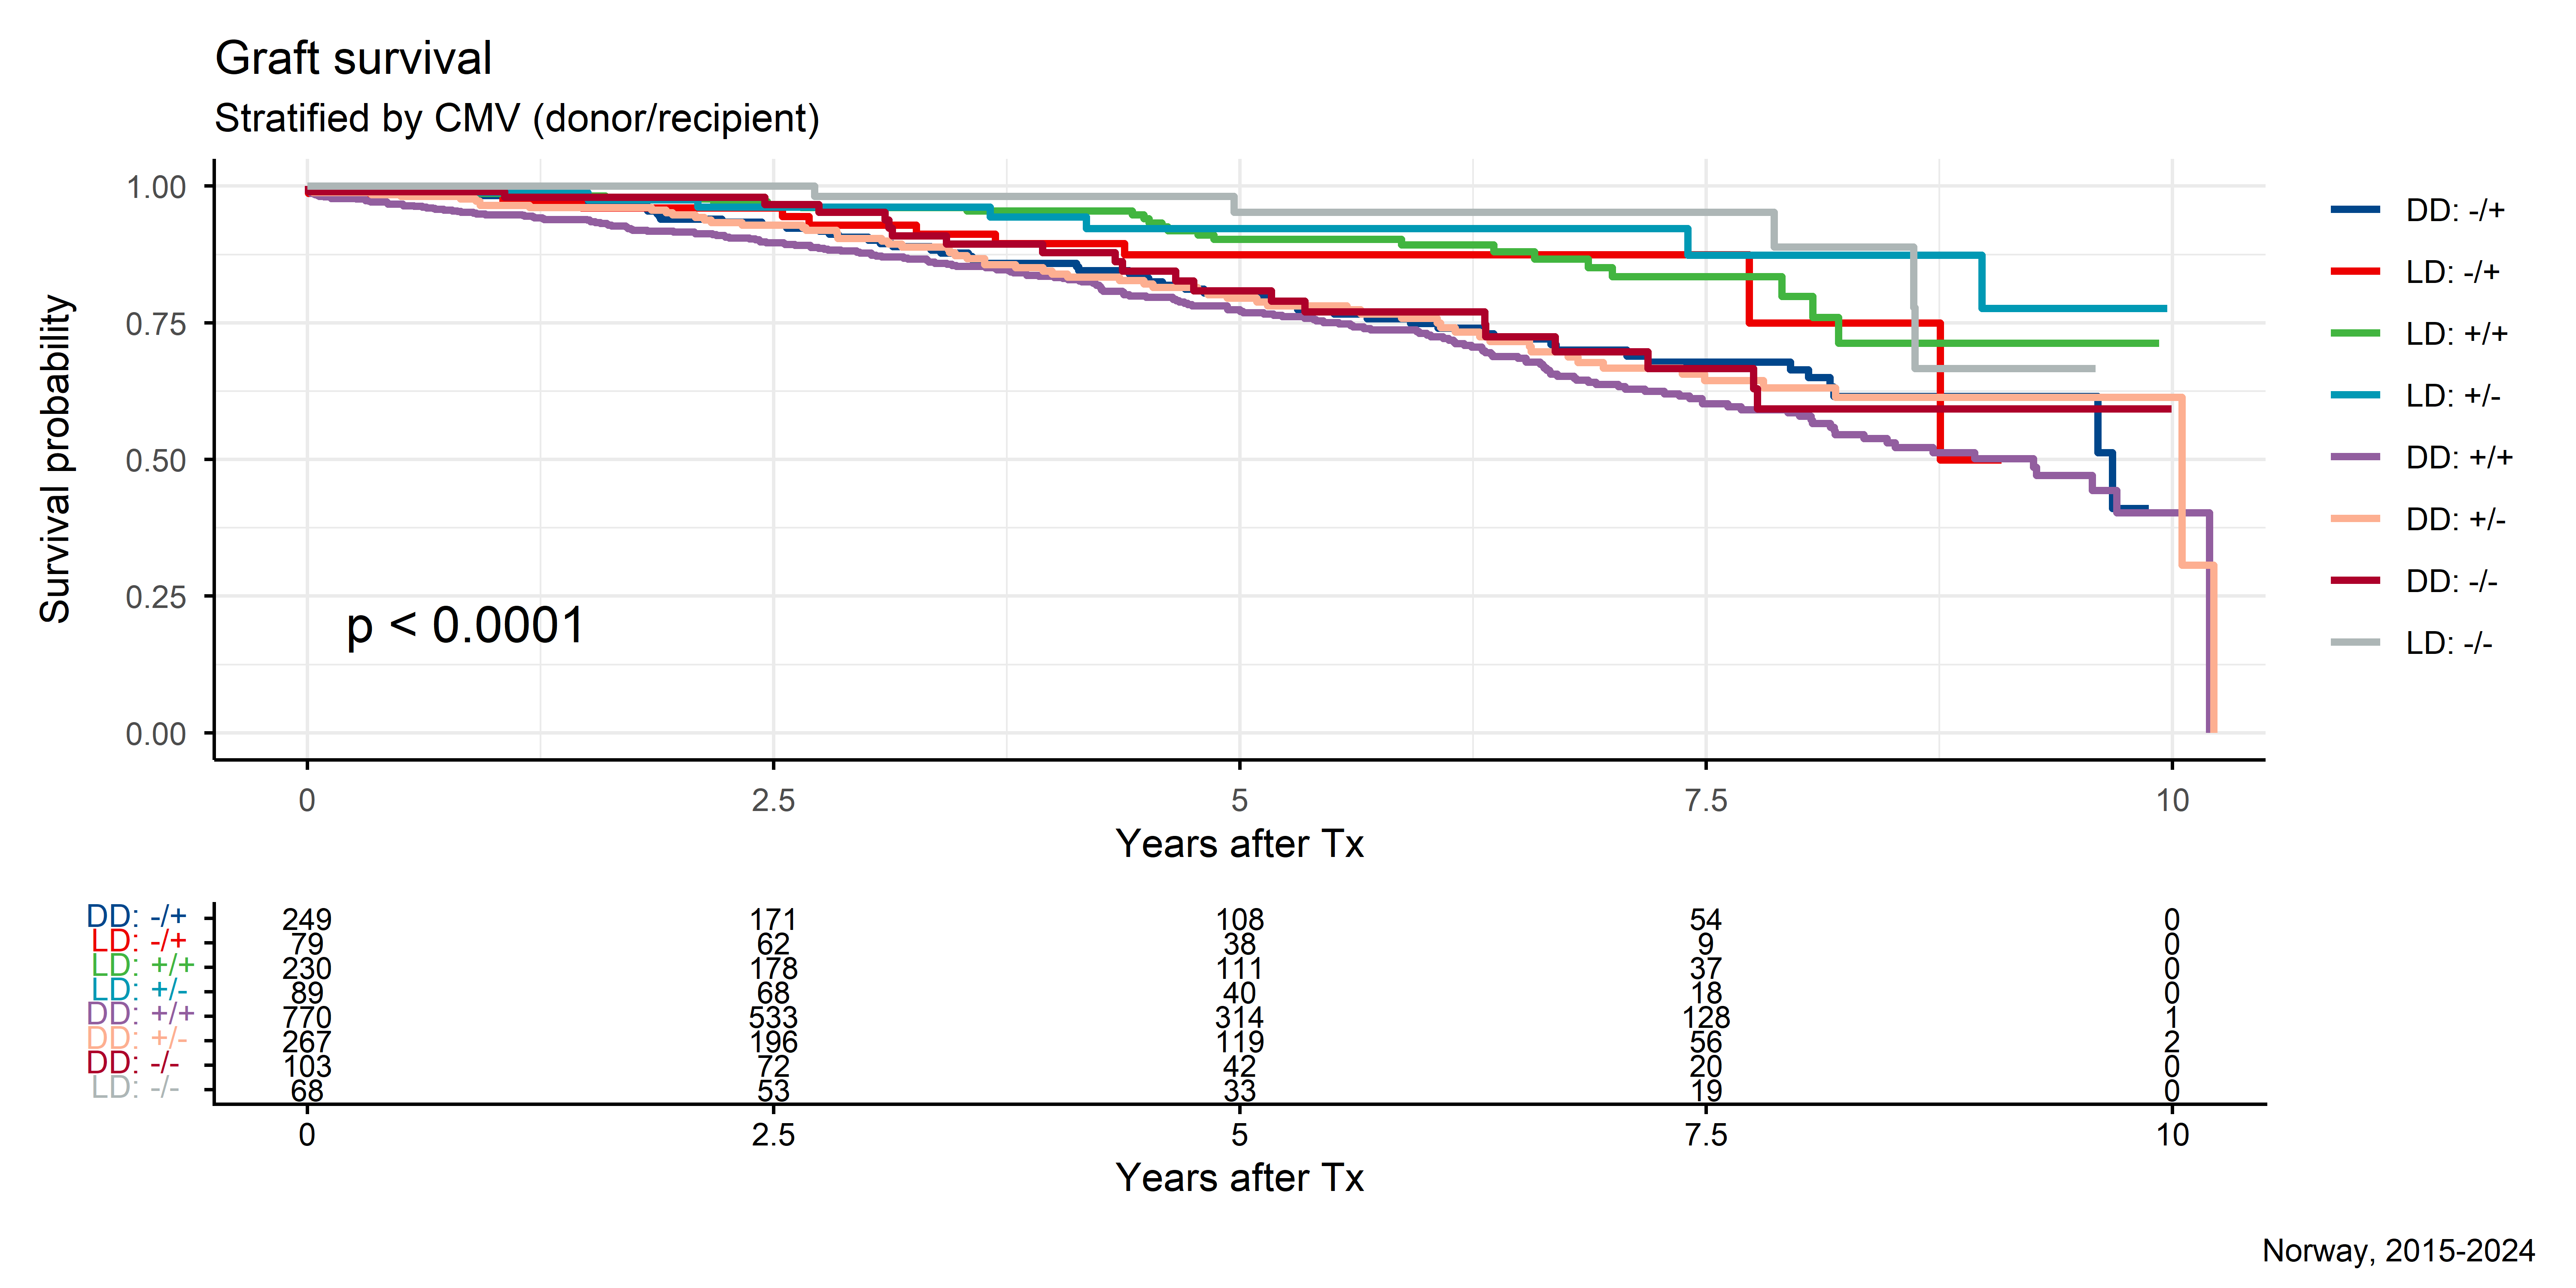 Graft survival
Stratified by CMV (donor/recipient)
Survival probability
1.00
0.75
0.50
0.25
0.00
p < 0.0001
0 2.5 5 7.5 10
Years after Tx
DD: -/+
LD: -/+
LD: +/+
LD: +/-
DD: +/+
DD: +/-
DD: -/-
LD: -/-
DD: -/+ 249 171 108 54 0
LD: -/+ 79 62 38 9 0
LD: +/+ 230 178 111 37 0
LD: +/- 89 68 40 18 0
DD: +/+ 770 533 314 128 1
DD: +/- 267 196 119 56 2
DD: -/- 103 72 42 20 0
LD: -/- 68 53 33 19 0
0 2.5 5 7.5 10
Years after Tx
Norway, 2015-2024